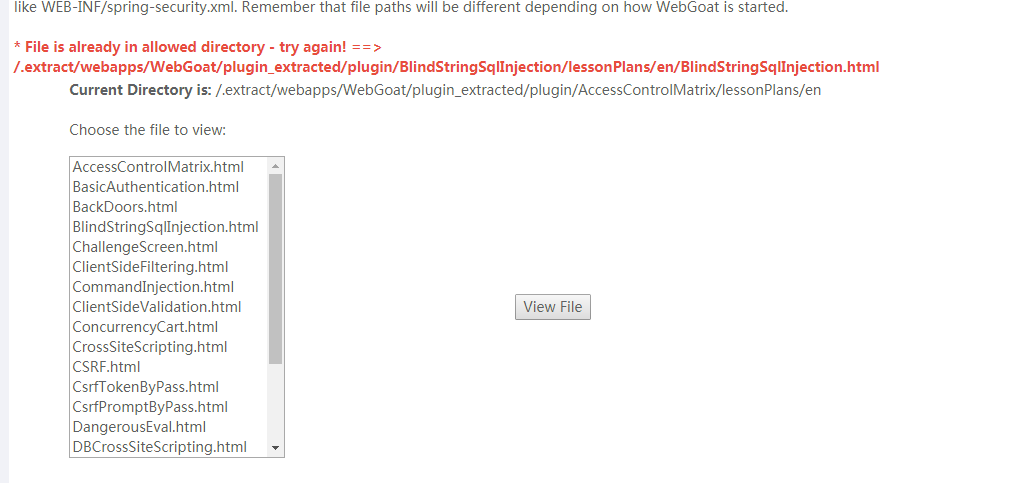 like WEB-INF/spring-security.xml. Remember that file paths will be different depending on how WebGoat is started.
* File is already in allowed directory - try again! ==>
/.extract/webapps/WebGoat/plugin_extracted/plugin/BlindStringSqlInjection/lessonPlans/en/BlindStringSqlInjection.html
Current Directory is: /.extract/webapps/WebGoat/plugin_extracted/plugin/AccessControlMatrix/lessonPlans/en
Choose the file to view:
AccessControlMatrix.html
BasicAuthentication.html
BackDoors.html
BlindStringSqlInjection.html
ChallengeScreen.html
ClientSideFiltering.html
CommandInjection.html
ClientSideValidation.html
ConcurrencyCart.html
CrossSiteScripting.html
CSRF.html
CsrfTokenByPass.html
CsrfPromptByPass.html
DangerousEval.html
DBCrossSiteScripting.html
View File